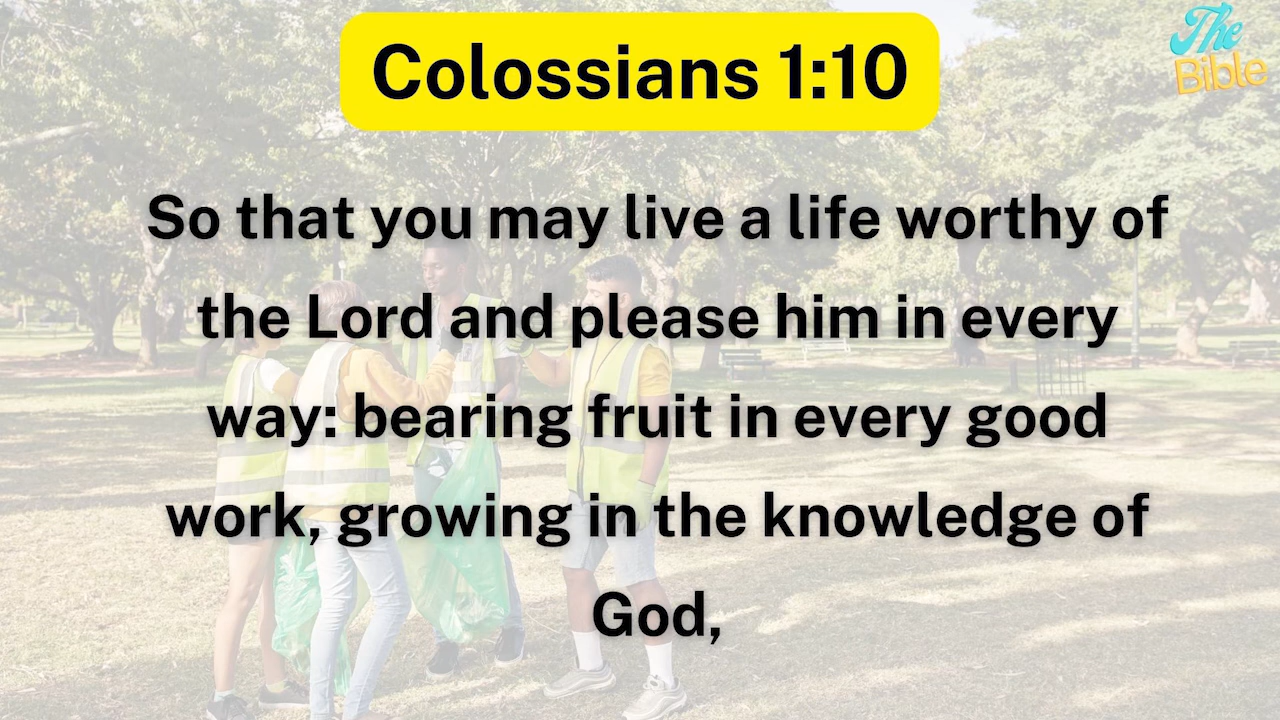 Colossians 1:10
The
Bible
So that you may live a life worthy of
the Lord and please him in every
way: bearing fruit in every good
work, growing in the knowledge of
God,